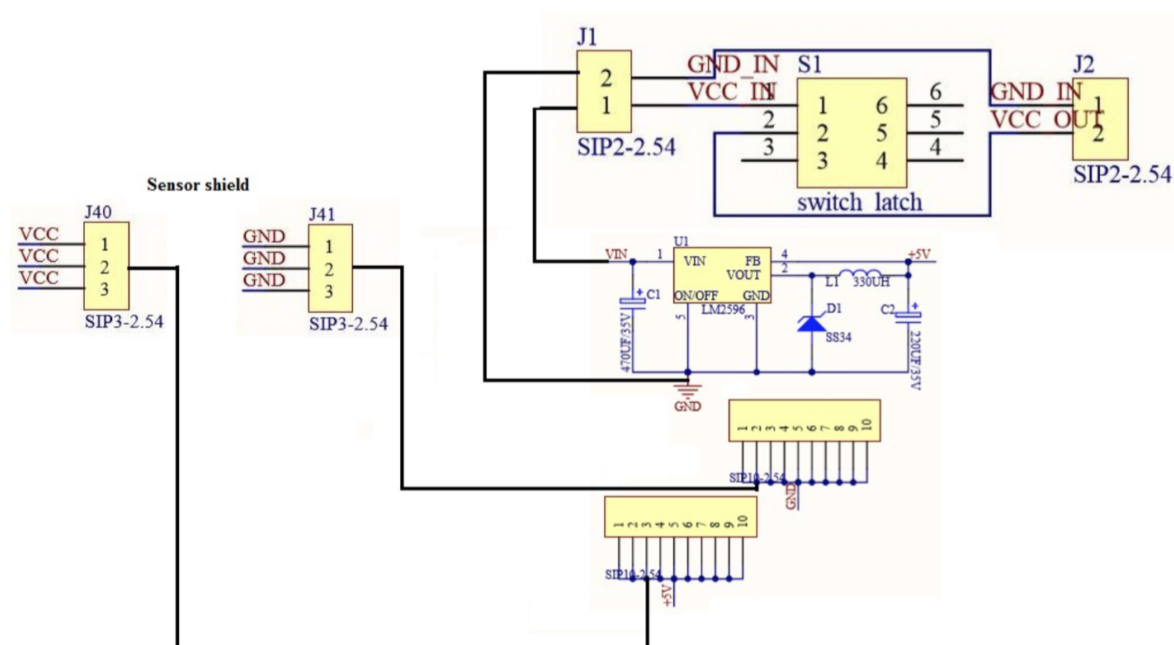 J1
2
1
GND_IN
VCC_IN
SIP2-2.54
S1
1
2
3
1
2
3
6
5
4
6
5
4
switch_latch
J2
GND_IN
VCC_OUT
1
2
SIP2-2.54
Sensor shield
J40
VCC
VCC
VCC
1
2
3
SIP3-2.54
J41
GND
GND
GND
1
2
3
SIP3-2.54
VIN
1
U1
VIN
FB
VOUT
ON/OFF
GND
LM2596
4
2
5
3
+5V
+
C1
470UF/35V
L1
330UH
D1
SS34
C2
+
220UF/35V
GND
1 2 3 4 5 6 7 8 9 10
SIP10-2.54
GND
1 2 3 4 5 6 7 8 9 10
SIP10-2.54
+5V